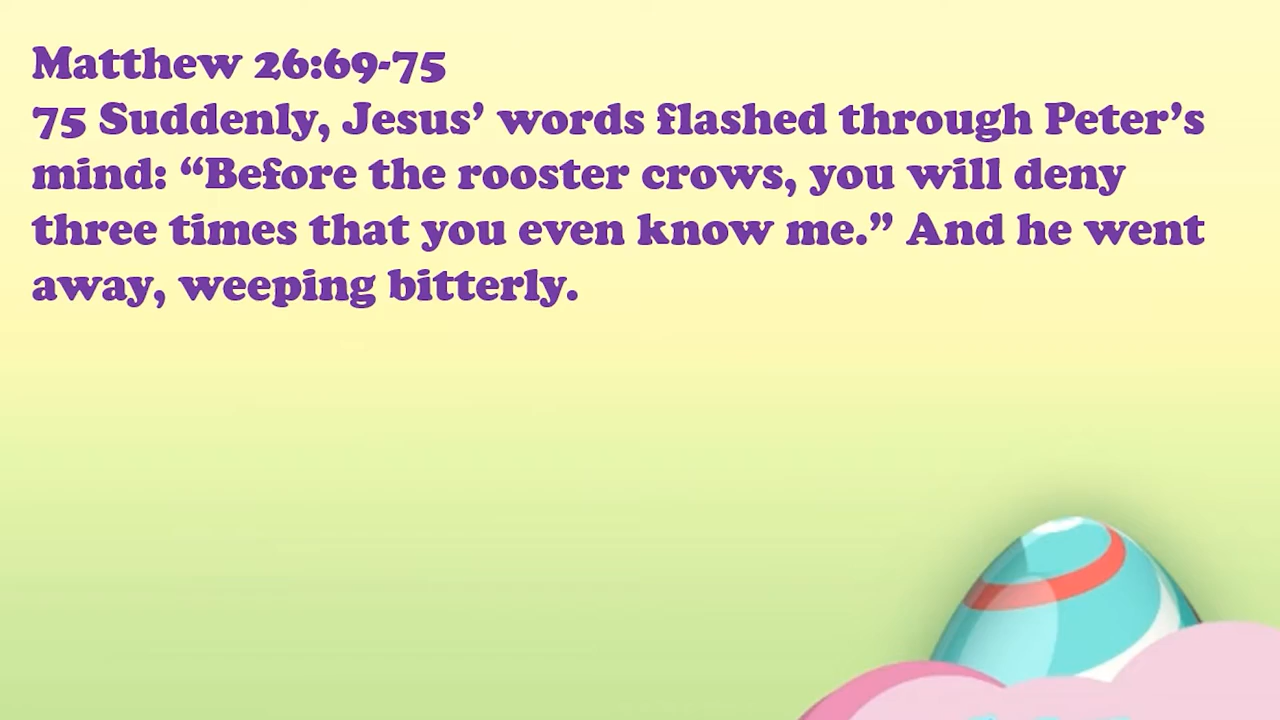 Matthew 26:69-75
75 Suddenly, Jesus’ words flashed through Peter’s
mind: “Before the rooster crows, you will deny
three times that you even know me.” And he went
away, weeping bitterly.